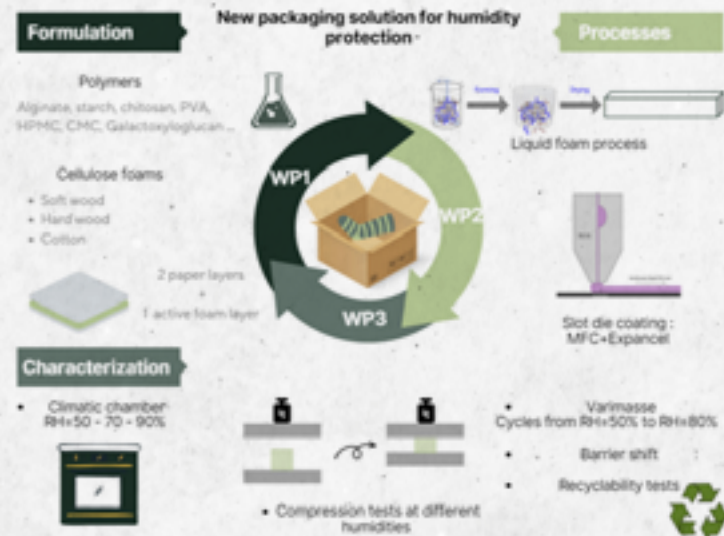 New packaging solution for humidity
protection
Formulation
Polymers
Alginate, starch, chitosan, PVA,
HPMC, CMC, Galactoxyloglucan...
Cellulose foams
• Soft wood
• Hard wood
• Cotton
2 paper layers
+
1 active foam layer
WP1
WP2
WP3
Processes
Foaming
Drying
Liquid foam process
Slot die coating :
MFC+Expancel
Characterization
• Climatic chamber
RH=50 - 70 - 90%
• Compression tests at different
humidities
• Varimasse
Cycles from RH=50% to RH=80%
• Barrier shift
• Recyclability tests